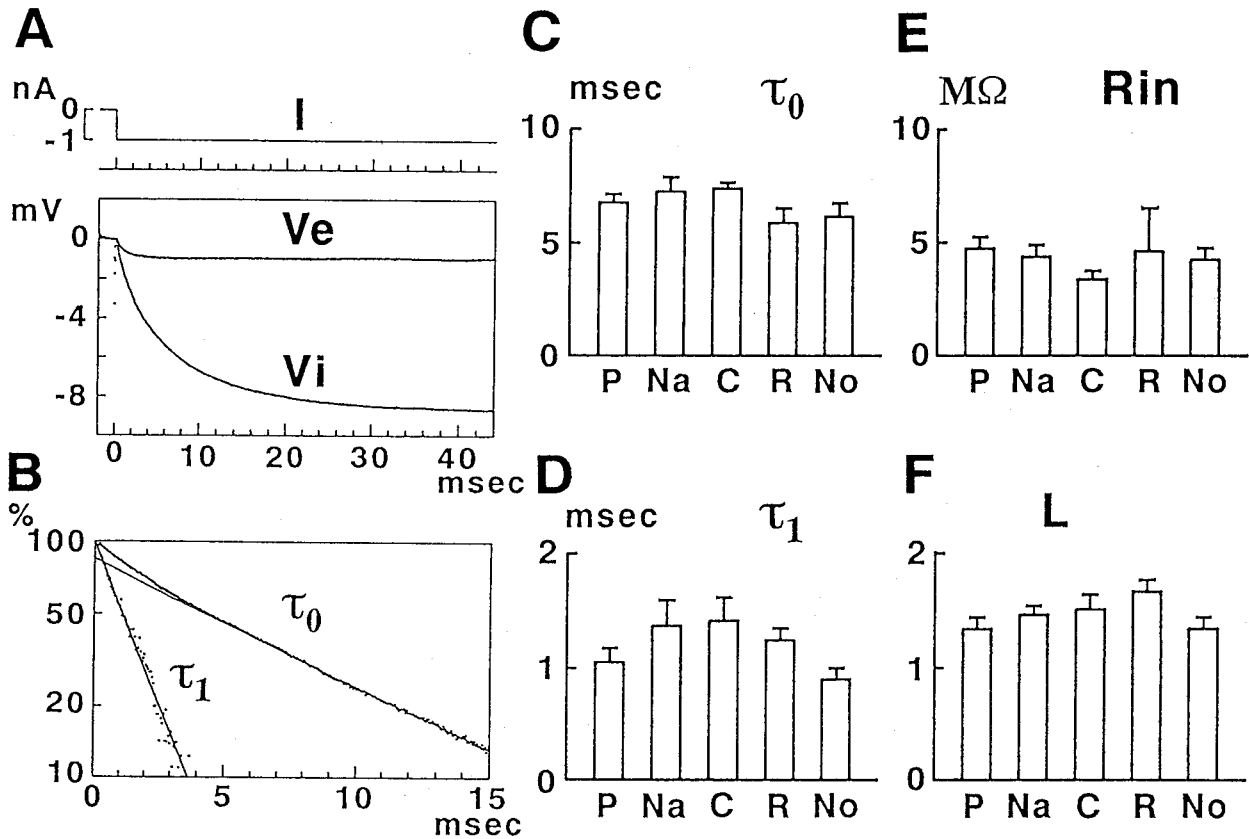 A
nA
0
-1
I
mV
0
-4
-8
Ve
Vi
0 10 20 30 40
msec
B
%
100
50
20
10
τ0
τ1
0 5 10 15
msec
C
msec τ0
10
5
0
P Na C R No
D
msec τ1
2
1
0
P Na C R No
E
MΩ Rin
10
5
0
P Na C R No
F
L
2
1
0
P Na C R No